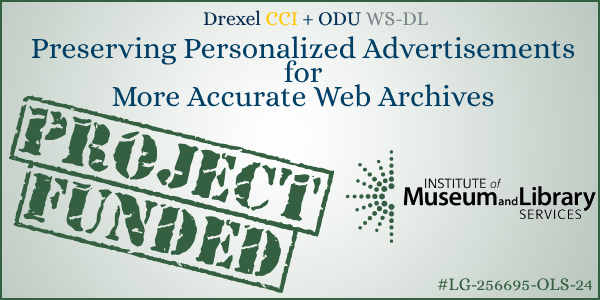 Drexel CCI + ODU WS-DL
Preserving Personalized Advertisements
for
More Accurate Web Archives
PROJECT
FUNDED
INSTITUTE of
Museum and Library
SERVICES
#LG-256695-OLS-24